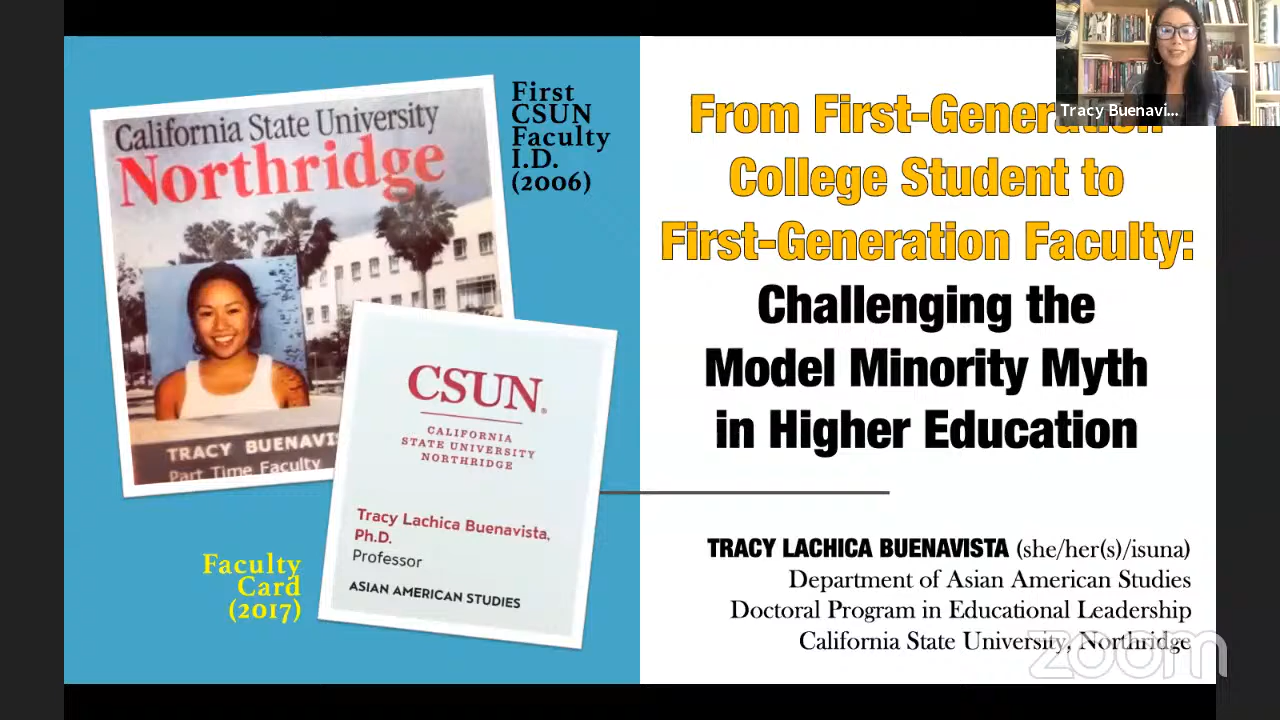 California State University
Northridge
TRACY BUENAVIS
Part Time Faculty
First
CSUN
Faculty
I.D.
(2006)
CSUN®
CALIFORNIA
STATE UNIVERSITY
NORTHRIDGE
Tracy Lachica Buenavista,
Ph.D.
Professor
ASIAN AMERICAN STUDIES
Faculty
Card
(2017)
Tracy Buenavi...
From First-Generation
College Student to
First-Generation Faculty:
Challenging the
Model Minority Myth
in Higher Education
TRACY LACHICA BUENAVISTA (she/her(s)/isuna)
Department of Asian American Studies
Doctoral Program in Educational Leadership
California State University, Northridge
zoom